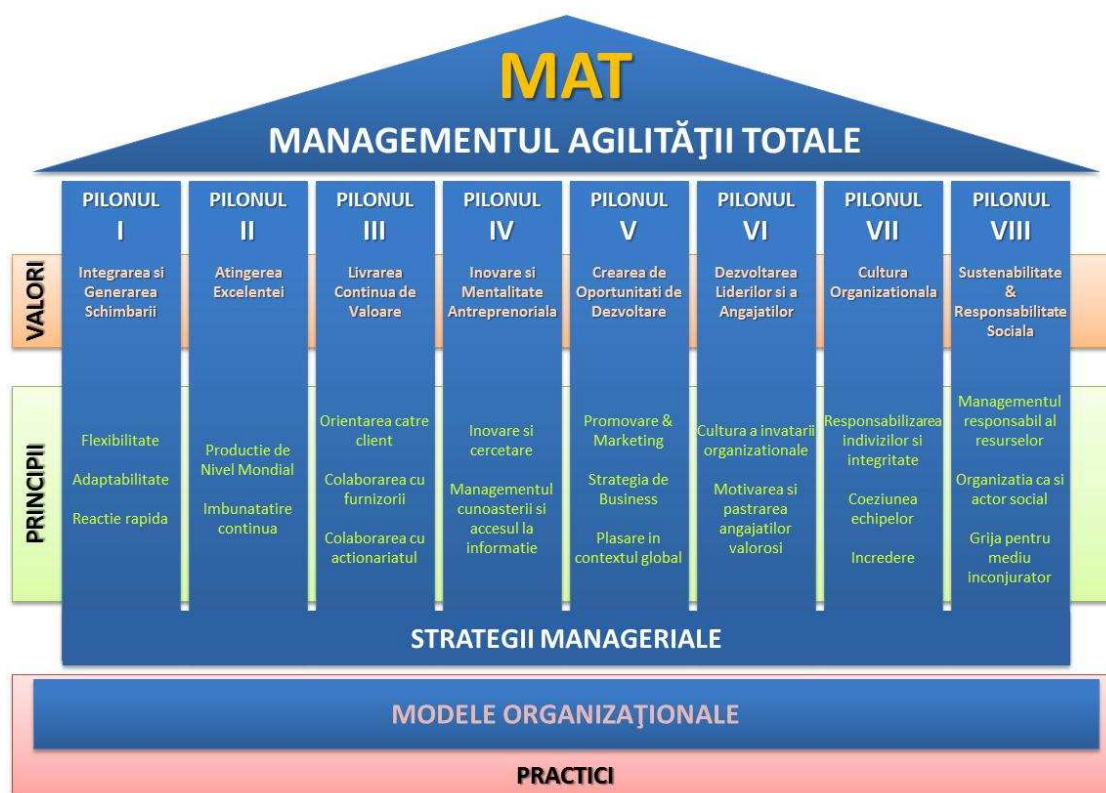 MAT
MANAGEMENTUL AGILITĂŢII TOTALE
PILONUL
I
PILONUL
II
PILONUL
III
PILONUL
IV
PILONUL
V
PILONUL
VI
PILONUL
VII
PILONUL
VIII
VALORI
Integrarea si
Generarea
Schimbarii
Atingerea
Excelentei
Livrarea
Continua de
Valoare
Inovare si
Mentalitate
Antreprenoriala
Crearea de
Oportunitati de
Dezvoltare
Dezvoltarea
Liderilor si a
Angajatilor
Cultura
Organizationala
Sustenabilitate
&
Responsabilitate
Sociala
PRINCIPII
Flexibilitate
Adaptabilitate
Reactie rapida
Productie de
Nivel Mondial
Imbunatatire
continua
Orientarea catre
client
Colaborarea cu
furnizorii
Colaborarea cu
actionariatul
Inovare si
cercetare
Managementul
cunoasterii si
accesul la
informatie
Promovare &
Marketing
Strategia de
Business
Plasare in
contextul global
Cultura a invatarii
organizationale
Motivarea si
pastrarea
angajatilor
valorosi
Responsabilizarea
indivizilor si
integritate
Coeziunea
echipelor
Incredere
Managementul
responsabil al
resurselor
Organizatia ca si
actor social
Grija pentru
mediu
inconjurator
STRATEGII MANAGERIALE
MODELE ORGANIZAŢIONALE
PRACTICI